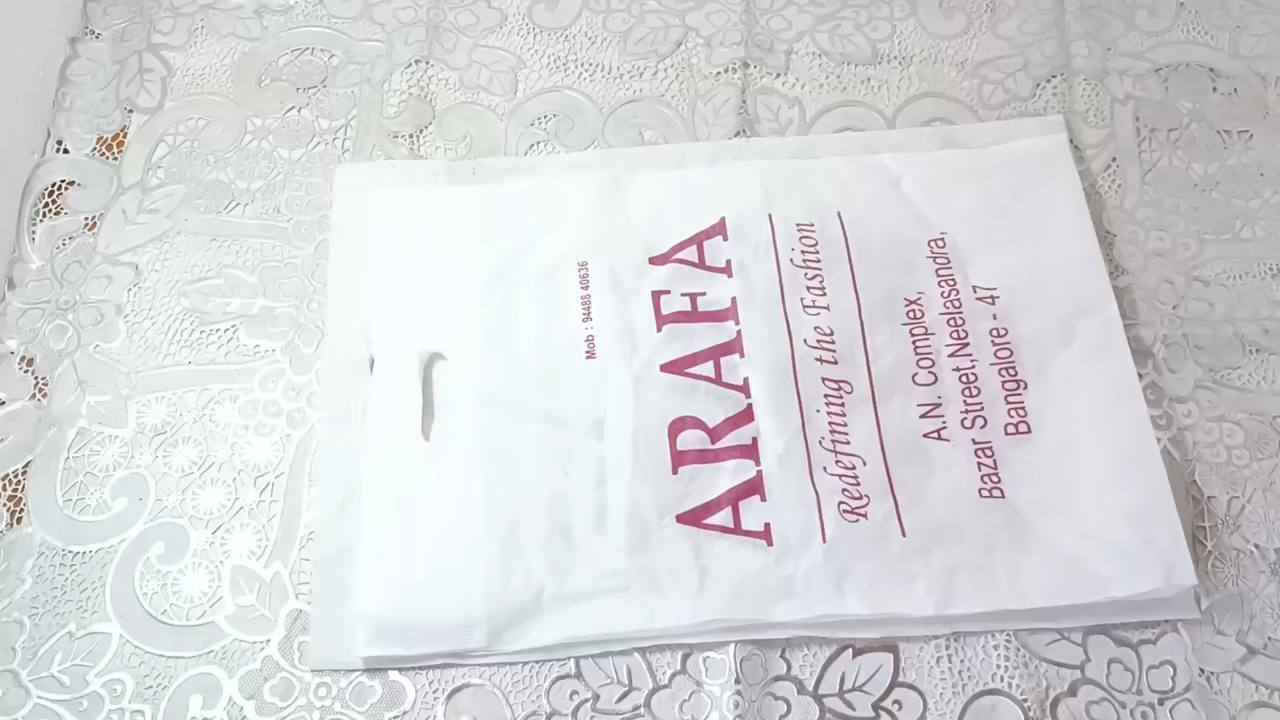 Mob : 94488 40636
ARAFA
Redefining the Fashion
A.N. Complex,
Bazar Street,Neelasandra,
Bangalore - 47